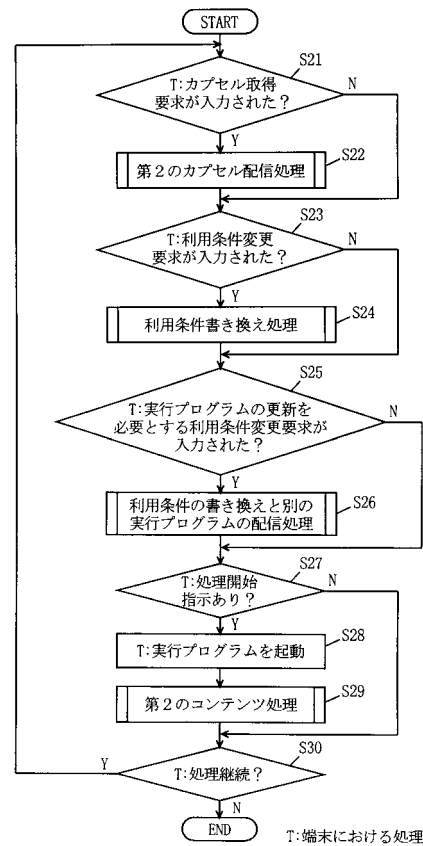 START
S21
T:カプセル取得
要求が入力された？
N
Y
S22
第２のカプセル配信処理
S23
T:利用条件変更
要求が入力された？
N
Y
S24
利用条件書き換え処理
S25
T:実行プログラムの更新を
必要とする利用条件変更要求が
入力された？
N
Y
S26
利用条件の書き換えと別の
実行プログラムの配信処理
S27
T:処理開始
指示あり？
N
Y
S28
T:実行プログラムを起動
S29
第２のコンテンツ処理
S30
Y
T:処理継続？
N
END
T:端末における処理